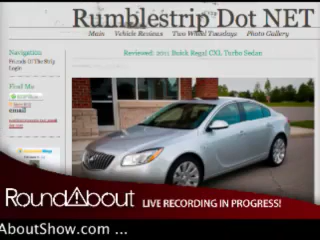 Rumblestrip Dot NET
Main Vehicle Reviews Two Wheel Tuesdays Photo Gallery
Navigation
Reviewed: 2011 Buick Regal CXL Turbo Sedan
Friends Of The Strip
Login
Find Me
RoundAbout LIVE RECORDING IN PROGRESS!
AboutShow.com ...